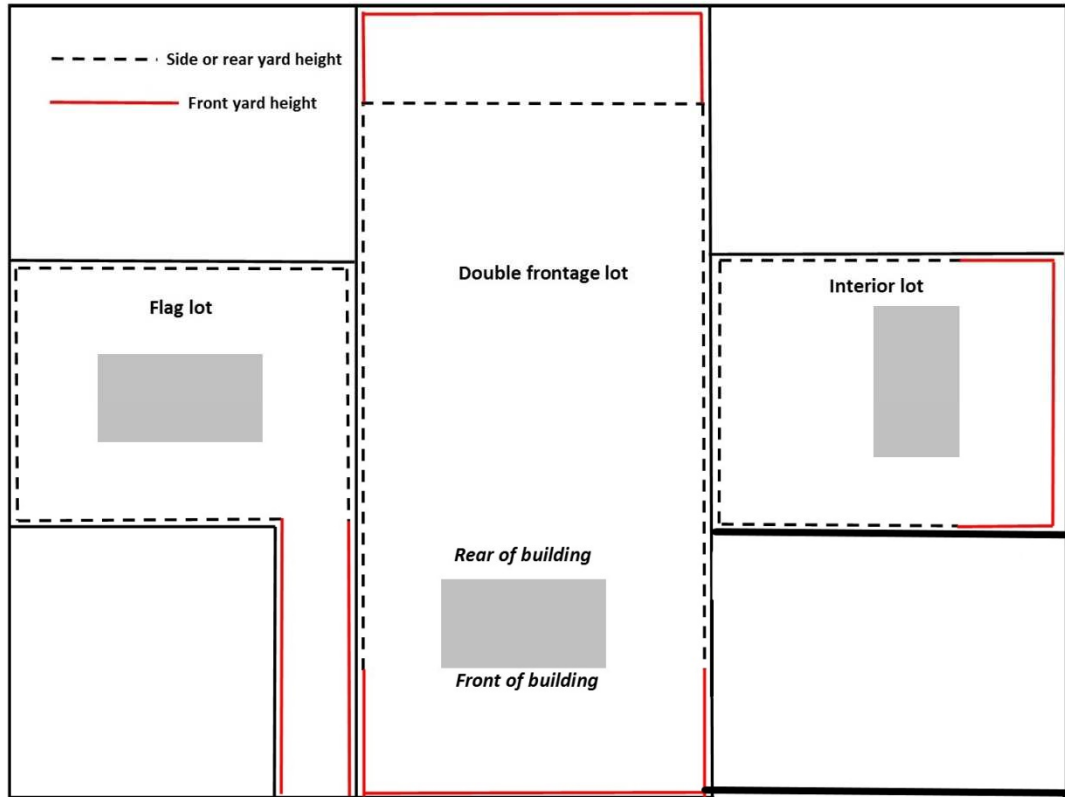 Side or rear yard height
Front yard height
Double frontage lot
Interior lot
Flag lot
Rear of building
Front of building